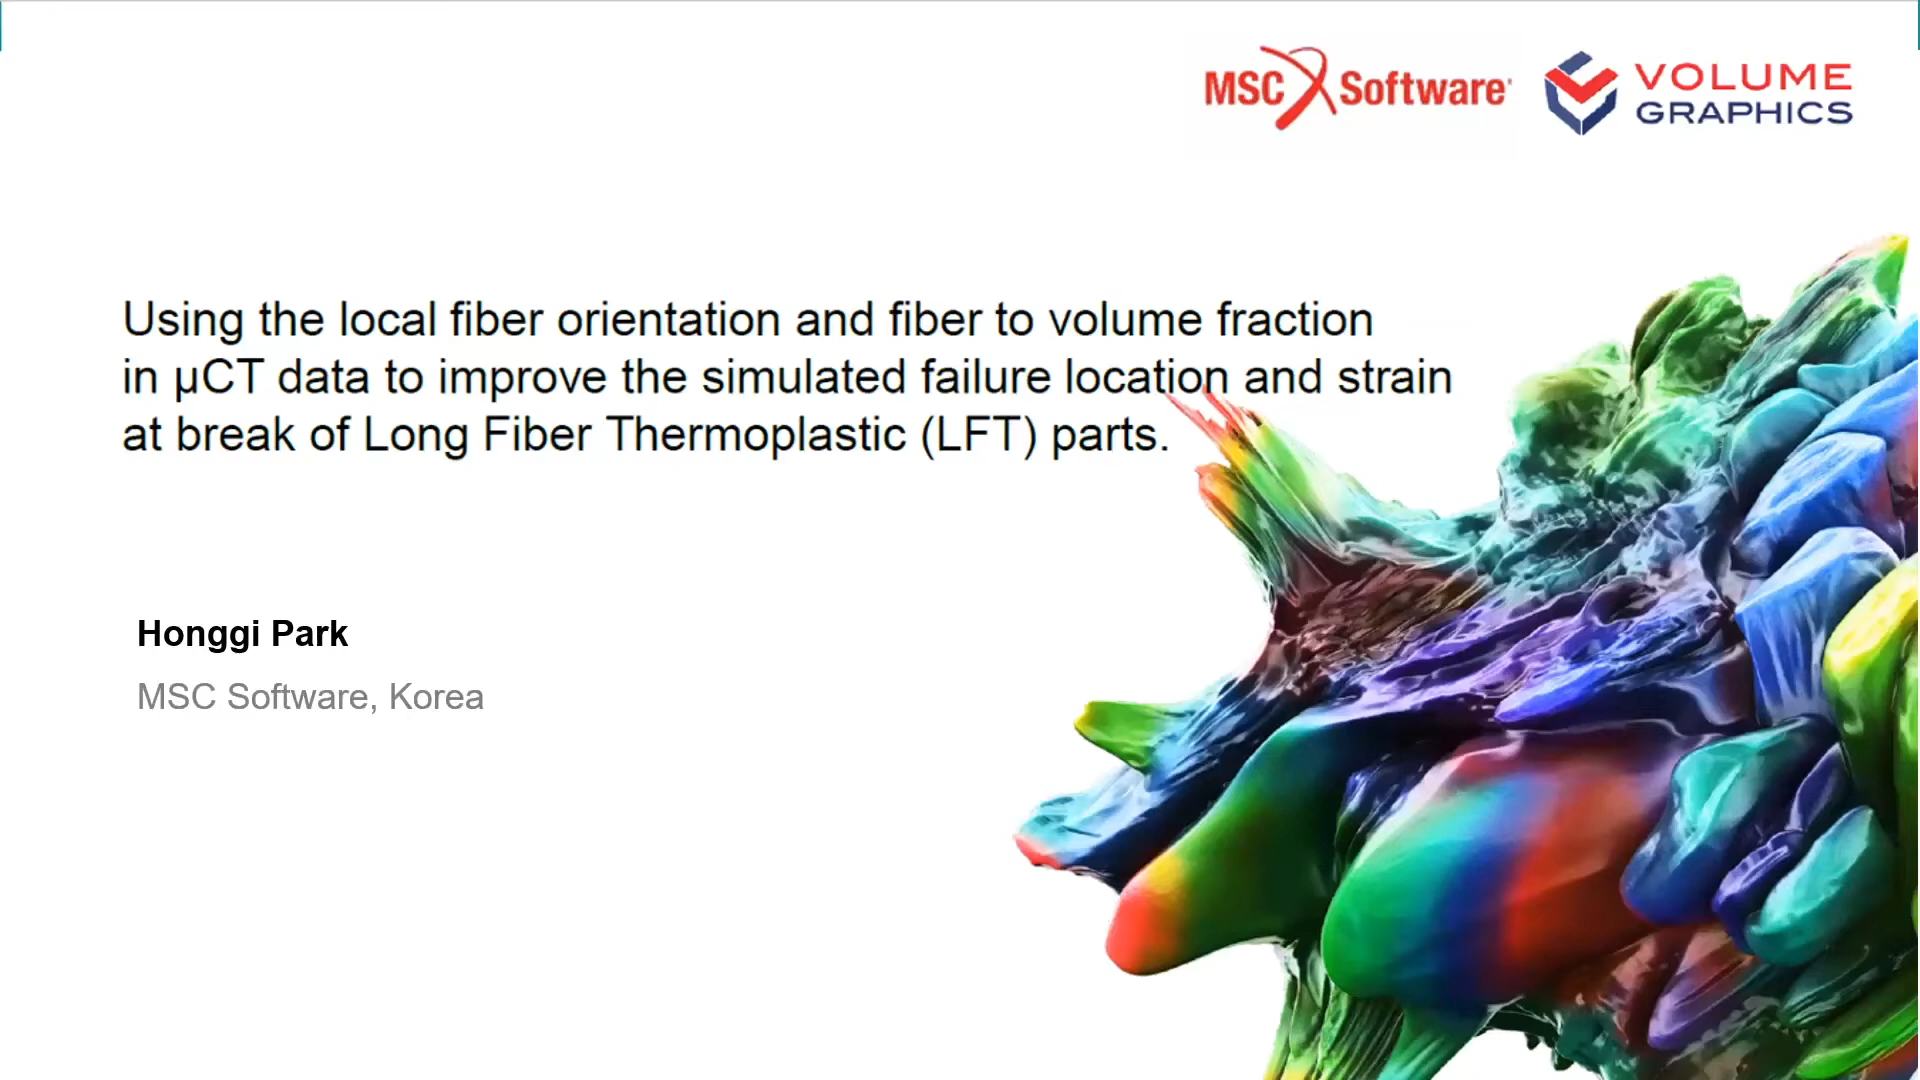 MSC Software
VOLUME
GRAPHICS
Using the local fiber orientation and fiber to volume fraction
in µCT data to improve the simulated failure location and strain
at break of Long Fiber Thermoplastic (LFT) parts.
Honggi Park
MSC Software, Korea